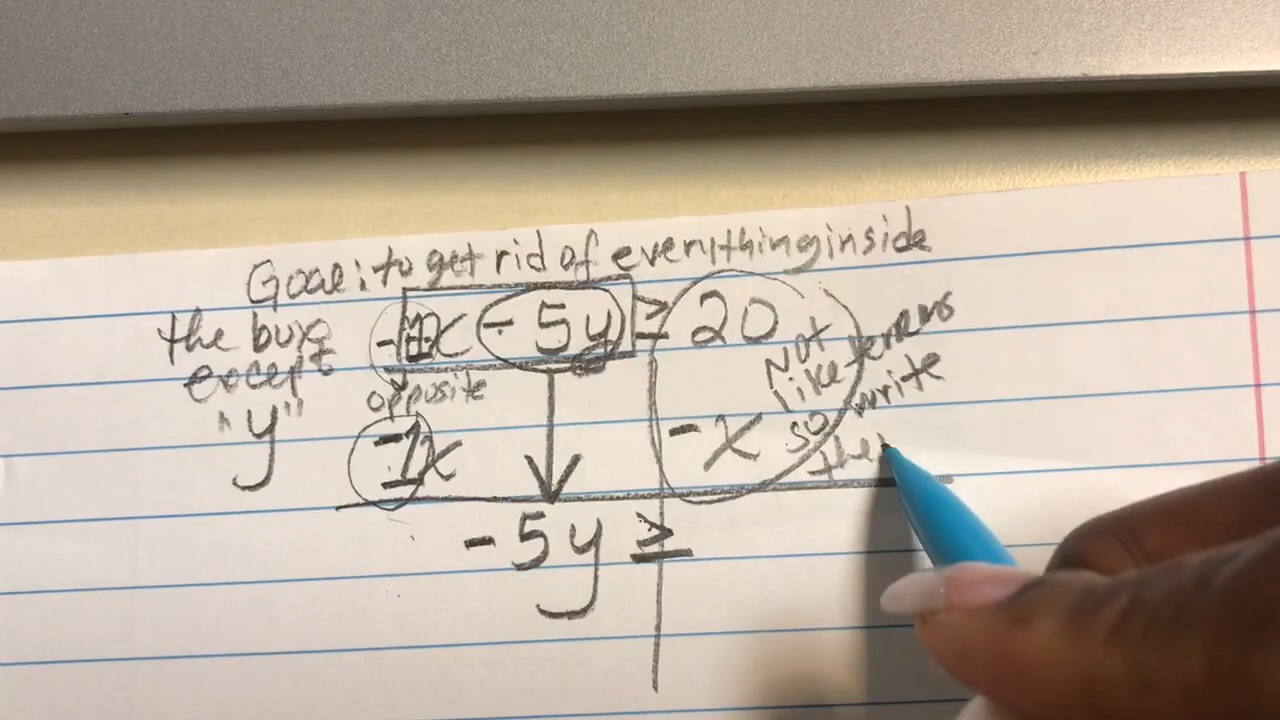 Goal: to get rid of everything inside
the box
except
"y"
-1x - 5y ≥ 20
opposite
-1x - x
Not
like terms
so write
the
-5y ≥